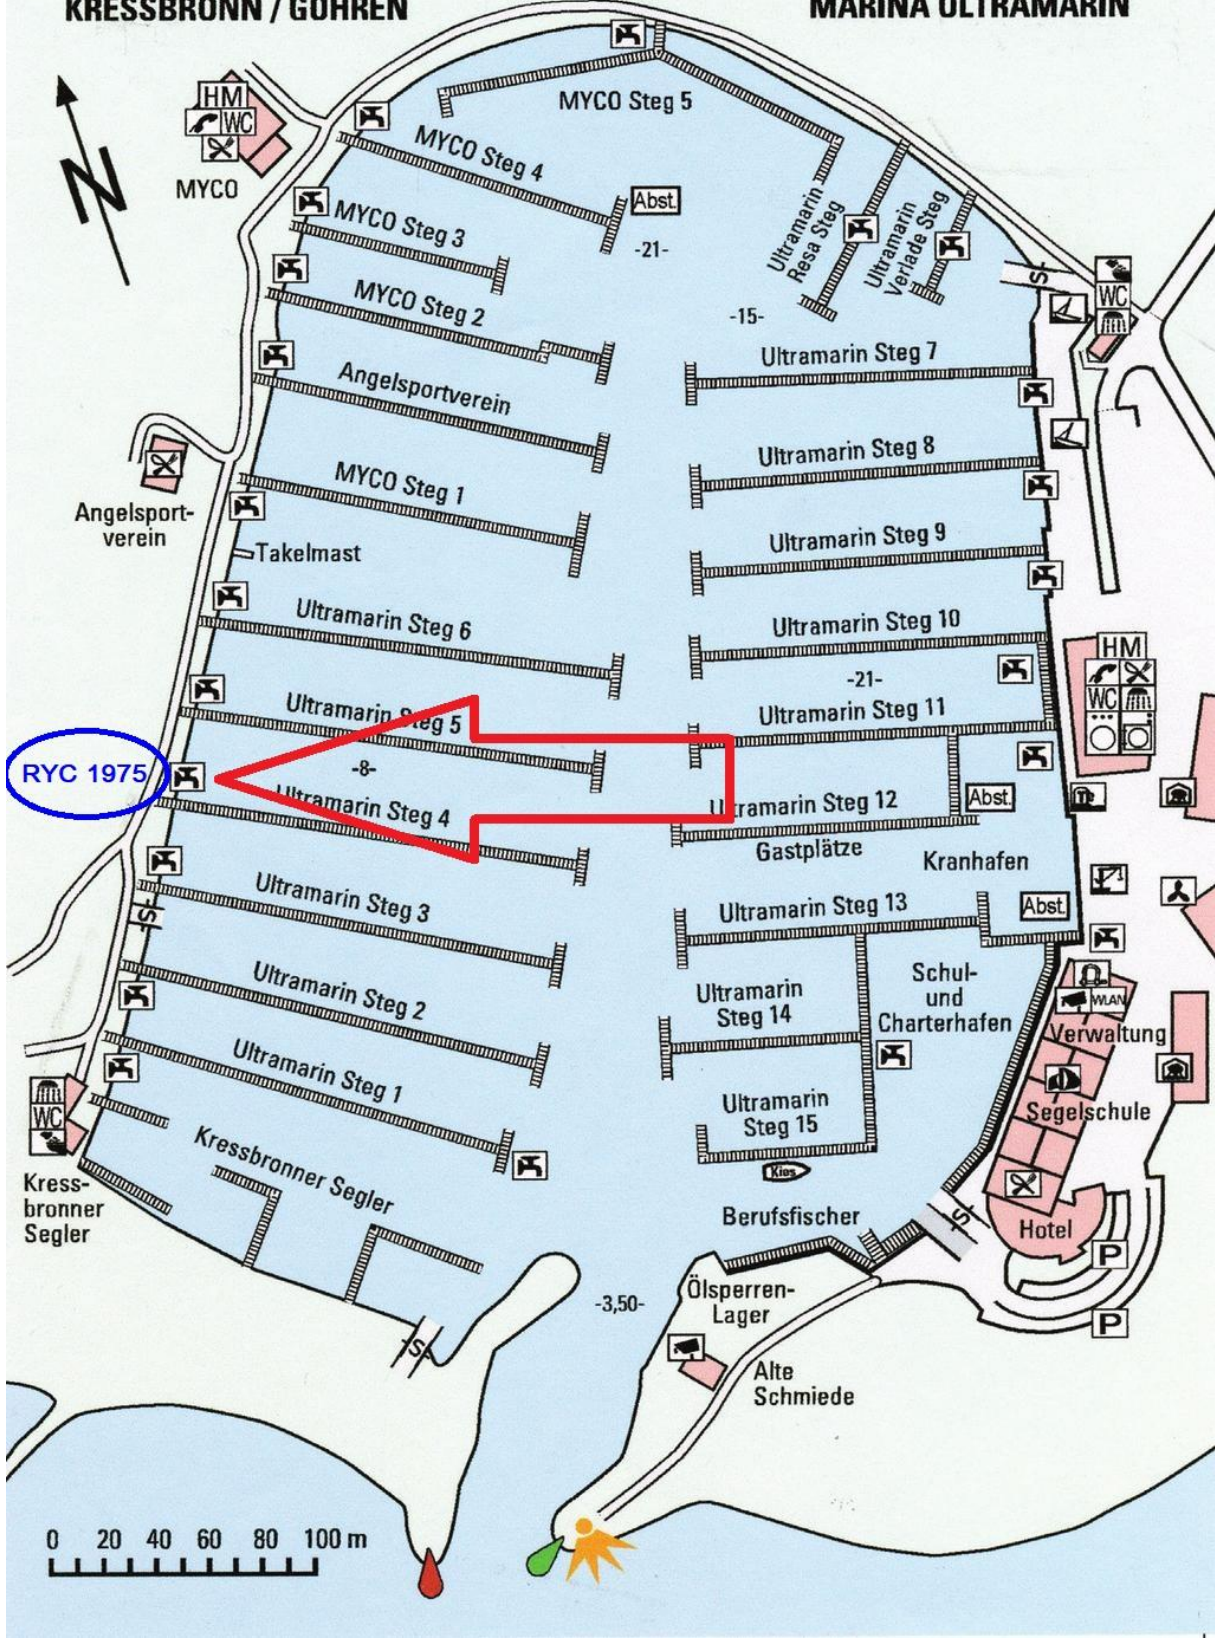 KRESSBRONN / GOHREN
MARINA ULTRAMARIN
N
HM
WC
MYCO
MYCO Steg 5
MYCO Steg 4
Abst.
-21-
MYCO Steg 3
MYCO Steg 2
Ultramarin
Resa Steg
Ultramarin
Verlade Steg
-S-
WC
-15-
Angelsportverein
Ultramarin Steg 7
MYCO Steg 1
Ultramarin Steg 8
Angelsport-
verein
Takelmast
Ultramarin Steg 9
Ultramarin Steg 6
Ultramarin Steg 10
HM
WC
-21-
Ultramarin Steg 5
Ultramarin Steg 11
RYC 1975
-8-
Ultramarin Steg 4
Ultramarin Steg 12
Abst.
Gastplätze
Kranhafen
Ultramarin Steg 3
Ultramarin Steg 13
Abst.
-S-
Ultramarin Steg 2
Ultramarin
Steg 14
Schul-
und
Charterhafen
WLAN
Verwaltung
Ultramarin Steg 1
Ultramarin
Steg 15
Segelschule
WC
Kies
Kress-
bronner
Segler
Kressbronner Segler
Berufsfischer
-S-
Hotel
P
P
-3,50-
Ölsperren-
Lager
-S-
Alte
Schmiede
0 20 40 60 80 100 m